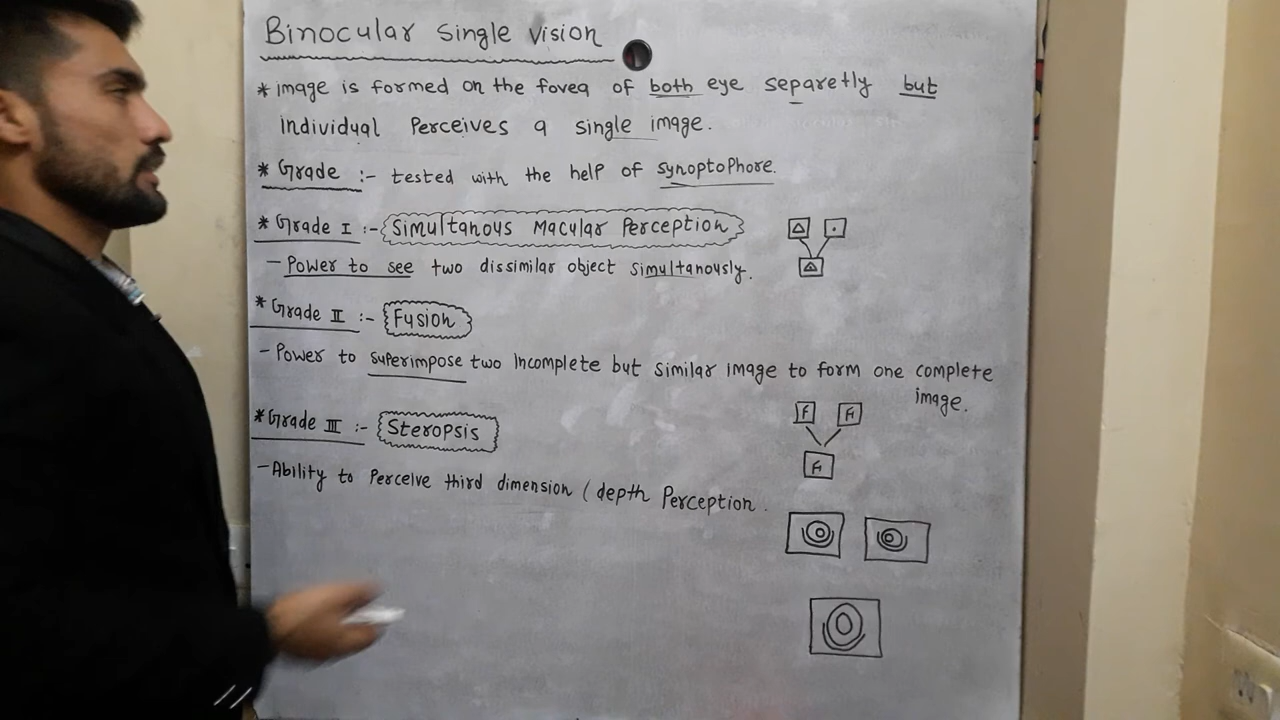 Binocular Single Vision
* image is formed on the fovea of both eye separetly but
individual Perceives a single image.
* Grade :- tested with the help of synoptophore.
* Grade I :- Simultanous Macular Perception
- Power to see two dissimilar object simultanously.
* Grade II :- Fusion
- Power to superimpose two incomplete but similar image to form one complete
image.
* Grade III :- Steropsis
- Ability to Perceive third dimension ( depth Perception .